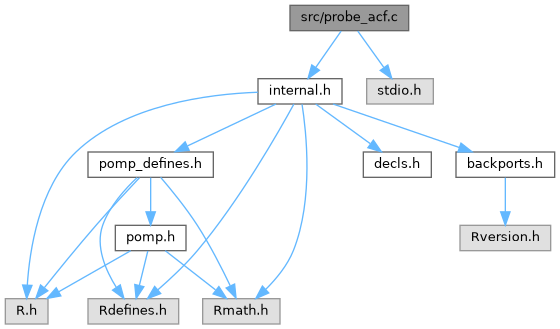 src/probe_acf.c
internal.h
stdio.h
pomp_defines.h
decls.h
backports.h
pomp.h
Rversion.h
R.h
Rdefines.h
Rmath.h